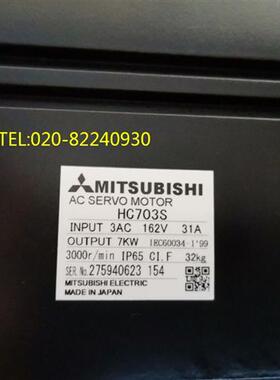 TEL:020-82240930
MITSUBISHI
AC SERVO MOTOR
HC703S
INPUT 3AC 162V 31A
OUTPUT 7KW IEC60034-1'99
3000r/min IP65 CI.F 32kg
SER.No.275940623 154
MITSUBISHI ELECTRIC
MADE IN JAPAN